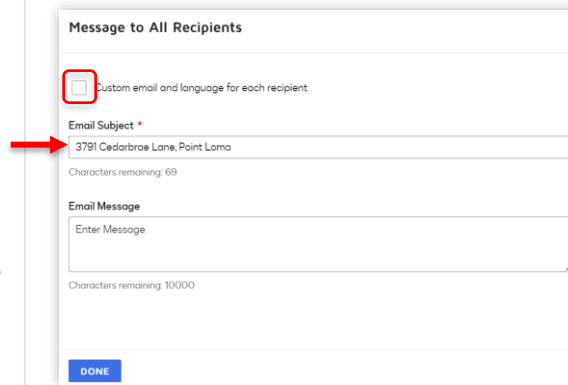 Message to All Recipients
Custom email and language for each recipient
Email Subject *
3791 Cedarbrae Lane, Point Loma
Characters remaining: 69
Email Message
Enter Message
Characters remaining: 10000
DONE